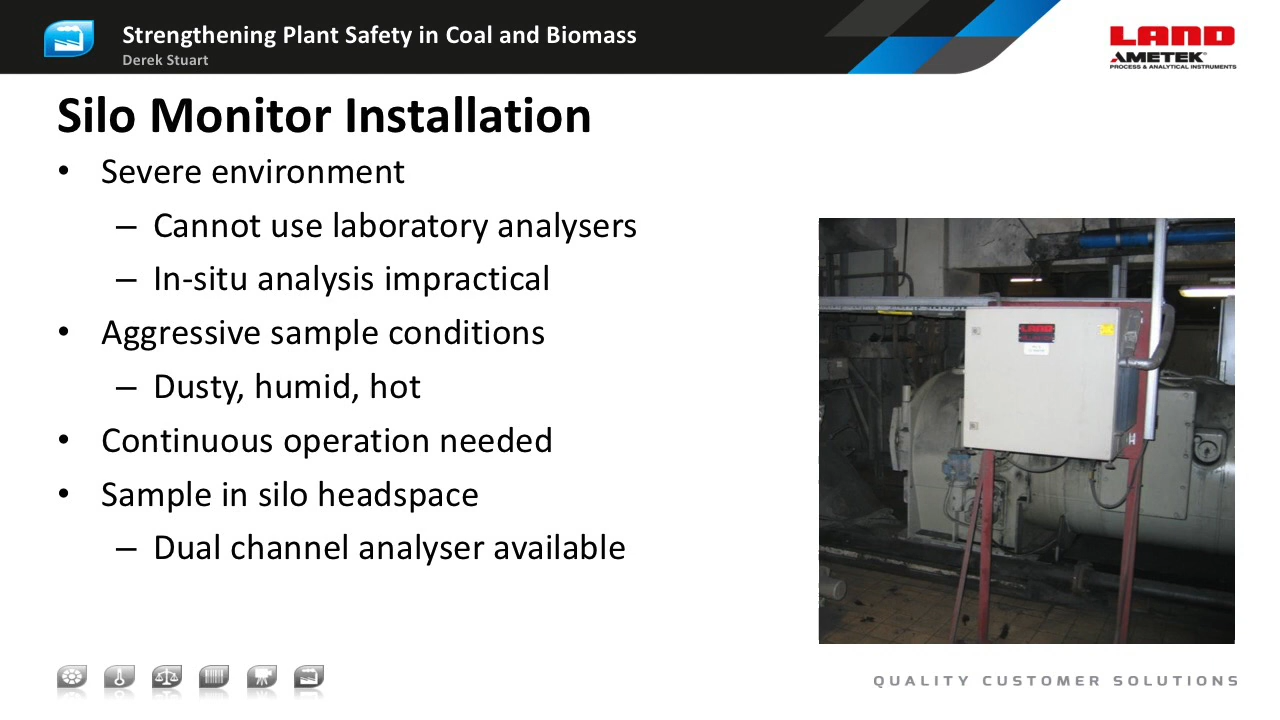 Strengthening Plant Safety in Coal and Biomass
Derek Stuart
LAND
AMETEK®
PROCESS & ANALYTICAL INSTRUMENTS
Silo Monitor Installation
• Severe environment
– Cannot use laboratory analysers
– In-situ analysis impractical
• Aggressive sample conditions
– Dusty, humid, hot
• Continuous operation needed
• Sample in silo headspace
– Dual channel analyser available
LAND
QUALITY CUSTOMER SOLUTIONS